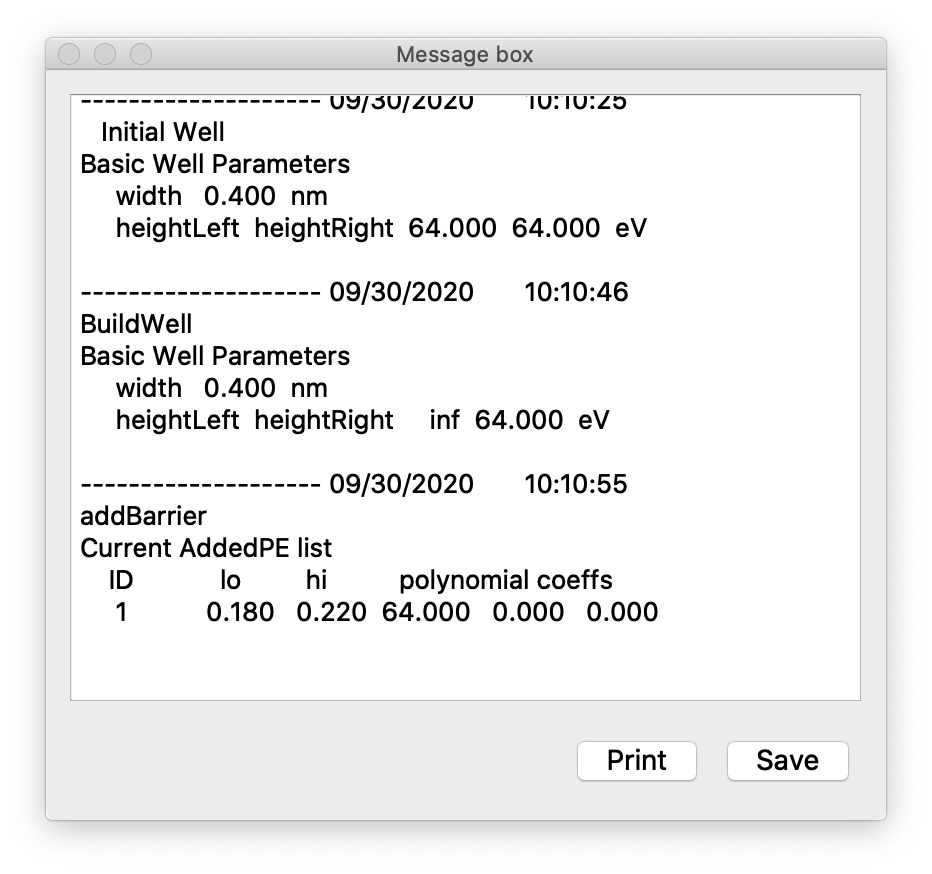 Message box
-------------------- 09/30/2020 10:10:25
Initial Well
Basic Well Parameters
width 0.400 nm
heightLeft heightRight 64.000 64.000 eV
-------------------- 09/30/2020 10:10:46
BuildWell
Basic Well Parameters
width 0.400 nm
heightLeft heightRight inf 64.000 eV
-------------------- 09/30/2020 10:10:55
addBarrier
Current AddedPE list
ID lo hi polynomial coeffs
1 0.180 0.220 64.000 0.000 0.000
Print Save